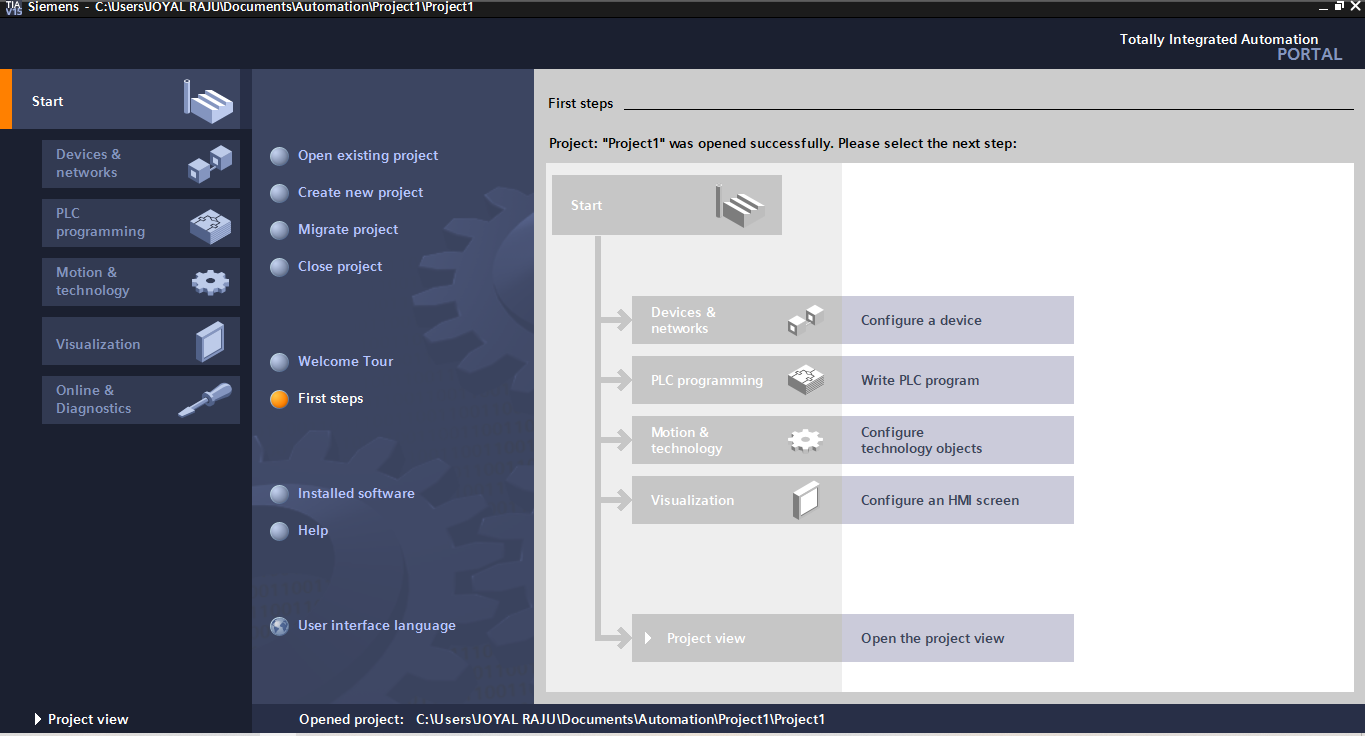 TIA
V15
Siemens - C:\Users\JOYAL RAJU\Documents\Automation\Project1\Project1
Totally Integrated Automation
PORTAL
Start
Devices &
networks
PLC
programming
Motion &
technology
Visualization
Online &
Diagnostics
Project view
Open existing project
Create new project
Migrate project
Close project
Welcome Tour
First steps
Installed software
Help
User interface language
First steps
Project: "Project1" was opened successfully. Please select the next step:
Start
Devices &
networks
Configure a device
PLC programming
Write PLC program
Motion &
technology
Configure
technology objects
Visualization
Configure an HMI screen
Project view
Open the project view
Opened project: C:\Users\JOYAL RAJU\Documents\Automation\Project1\Project1